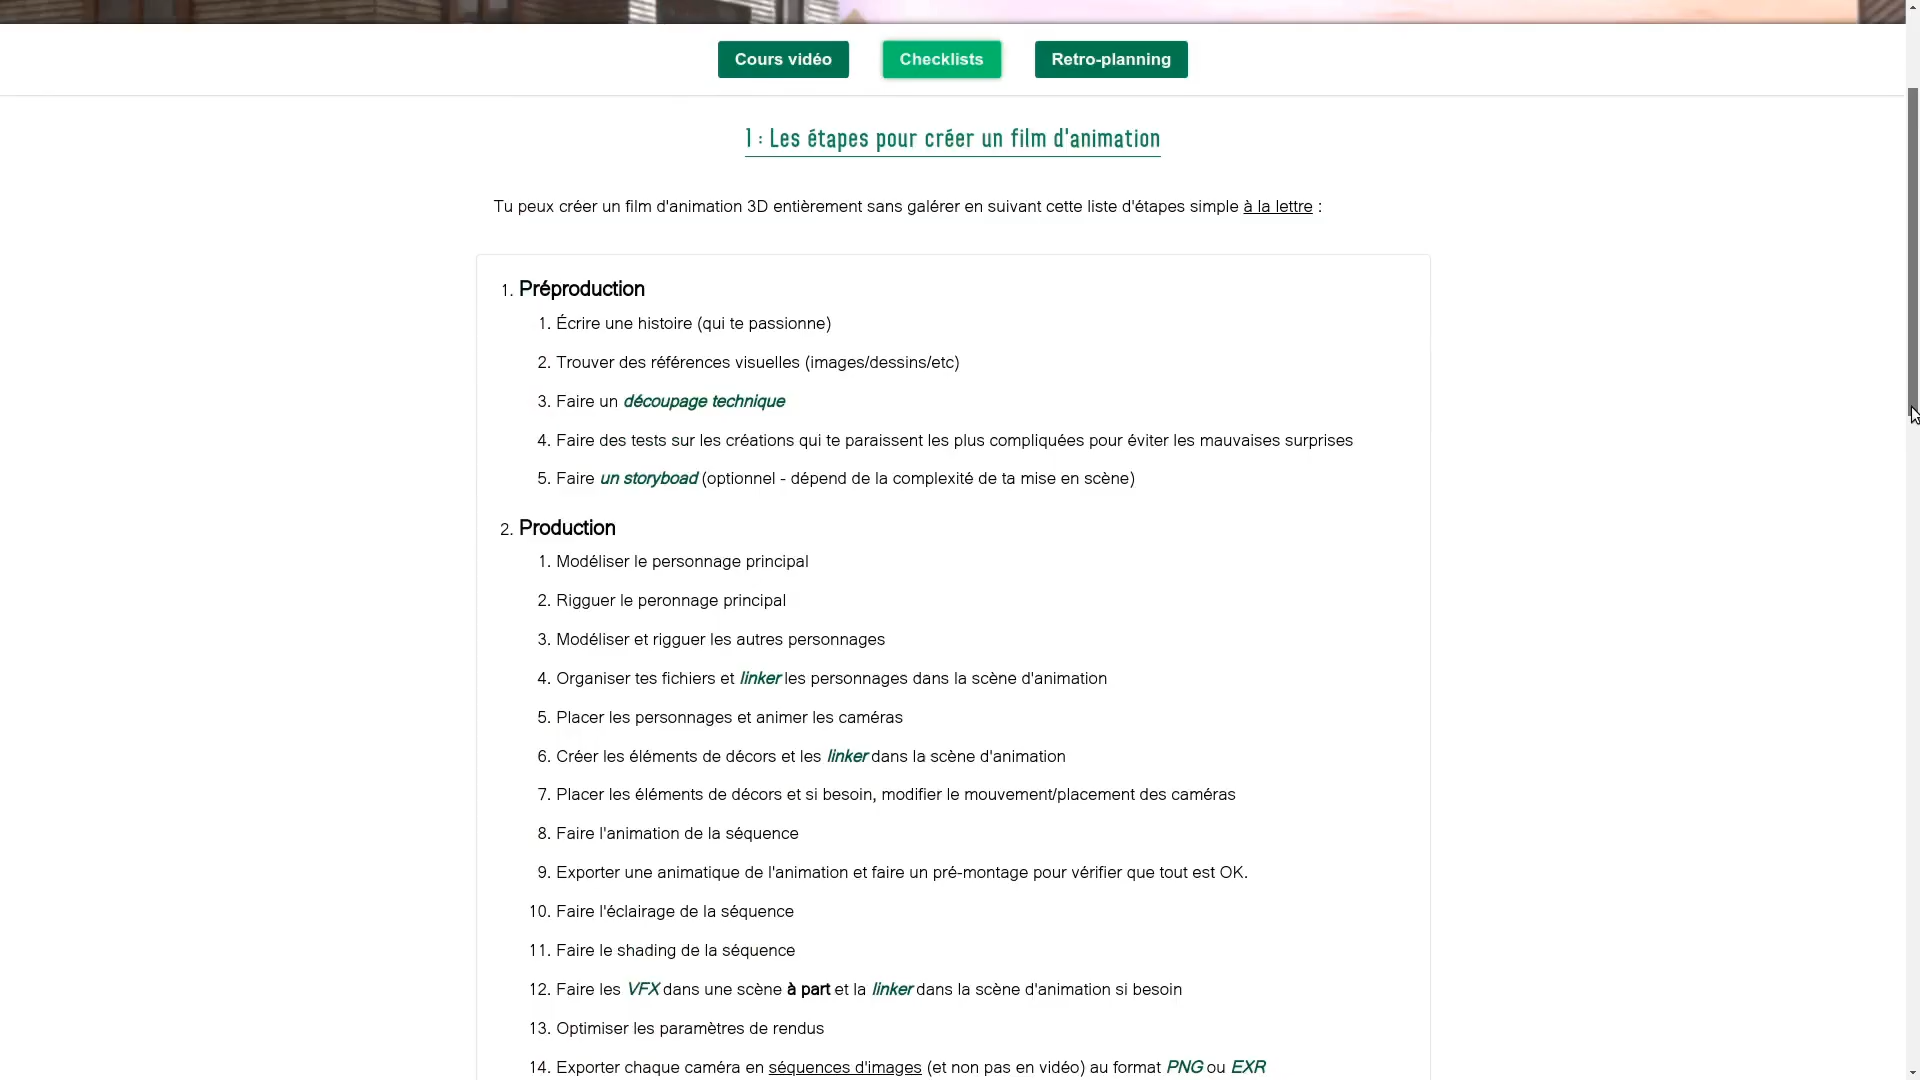 Cours vidéo
Checklists
Retro-planning
1 : Les étapes pour créer un film d'animation
Tu peux créer un film d'animation 3D entièrement sans galérer en suivant cette liste d'étapes simple à la lettre :
1. Préproduction
1. Écrire une histoire (qui te passionne)
2. Trouver des références visuelles (images/dessins/etc)
3. Faire un découpage technique
4. Faire des tests sur les créations qui te paraissent les plus compliquées pour éviter les mauvaises surprises
5. Faire un storyboad (optionnel - dépend de la complexité de ta mise en scène)
2. Production
1. Modéliser le personnage principal
2. Rigguer le peronnage principal
3. Modéliser et rigguer les autres personnages
4. Organiser tes fichiers et linker les personnages dans la scène d'animation
5. Placer les personnages et animer les caméras
6. Créer les éléments de décors et les linker dans la scène d'animation
7. Placer les éléments de décors et si besoin, modifier le mouvement/placement des caméras
8. Faire l'animation de la séquence
9. Exporter une animatique de l'animation et faire un pré-montage pour vérifier que tout est OK.
10. Faire l'éclairage de la séquence
11. Faire le shading de la séquence
12. Faire les VFX dans une scène à part et la linker dans la scène d'animation si besoin
13. Optimiser les paramètres de rendus
14. Exporter chaque caméra en séquences d'images (et non pas en vidéo) au format PNG ou EXR